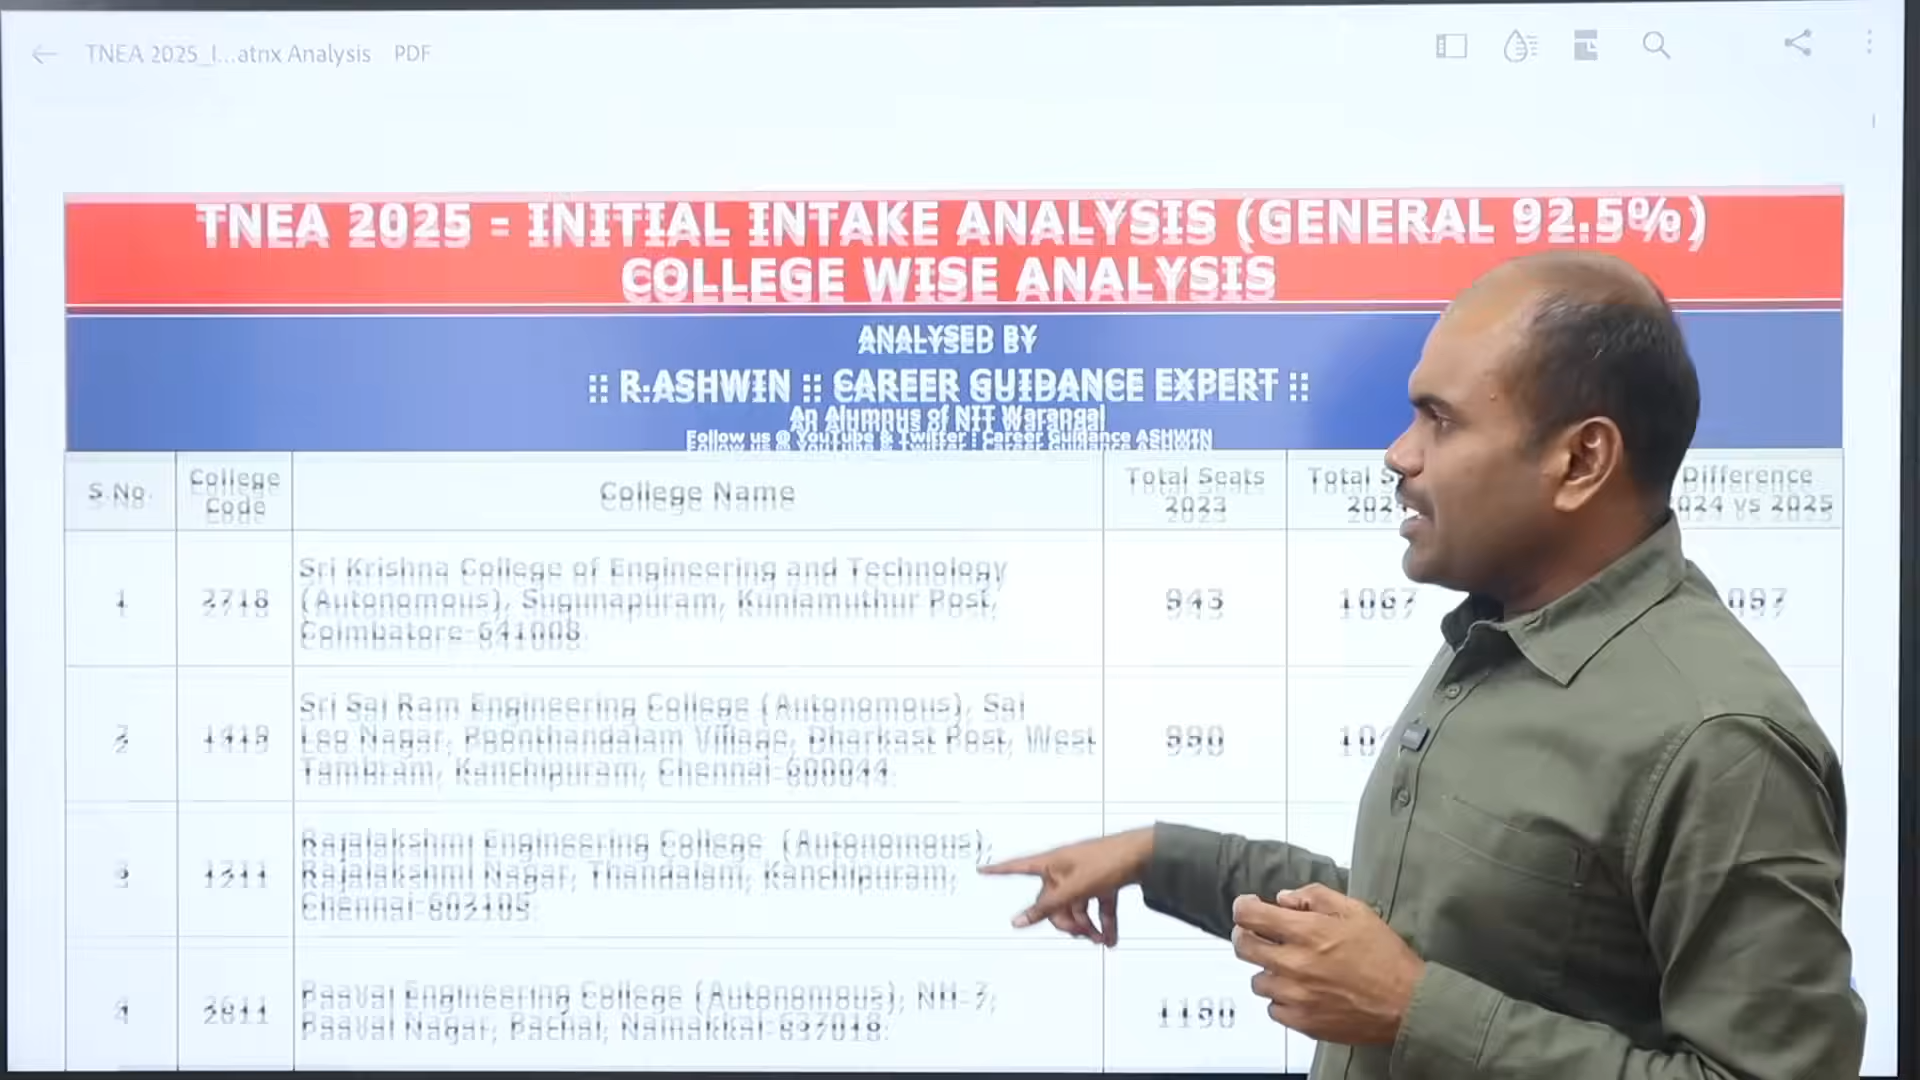 TNEA 2025_I...atrix Analysis PDF
TNEA 2025 - INITIAL INTAKE ANALYSIS (GENERAL 92.5%)
COLLEGE WISE ANALYSIS
ANALYSED BY
:: R.ASHWIN :: CAREER GUIDANCE EXPERT ::
An Alumnus of NIT Warangal
Follow us @ YouTube & Twitter : Career Guidance ASHWIN
S.No. College Code College Name Total Seats 2023 Total Difference 2024 vs 2025
1 2718 Sri Krishna College of Engineering and Technology
(Autonomous), Sugunapuram, Kuniamuthur Post,
Coimbatore-641008. 943 1067
2 1419 Sri Sai Ram Engineering College (Autonomous), Sai
Leo Nagar, Poonthandalam Village, Dharkast Post, West
Tambram, Kanchipuram, Chennai-600044. 990
3 1211 Rajalakshmi Engineering College (Autonomous),
Rajalakshmi Nagar, Thandalam, Kanchipuram,
Chennai-602105.
4 2611 Paavai Engineering College (Autonomous), NH-7,
Paavai Nagar, Pachal, Namakkal-637018. 1190